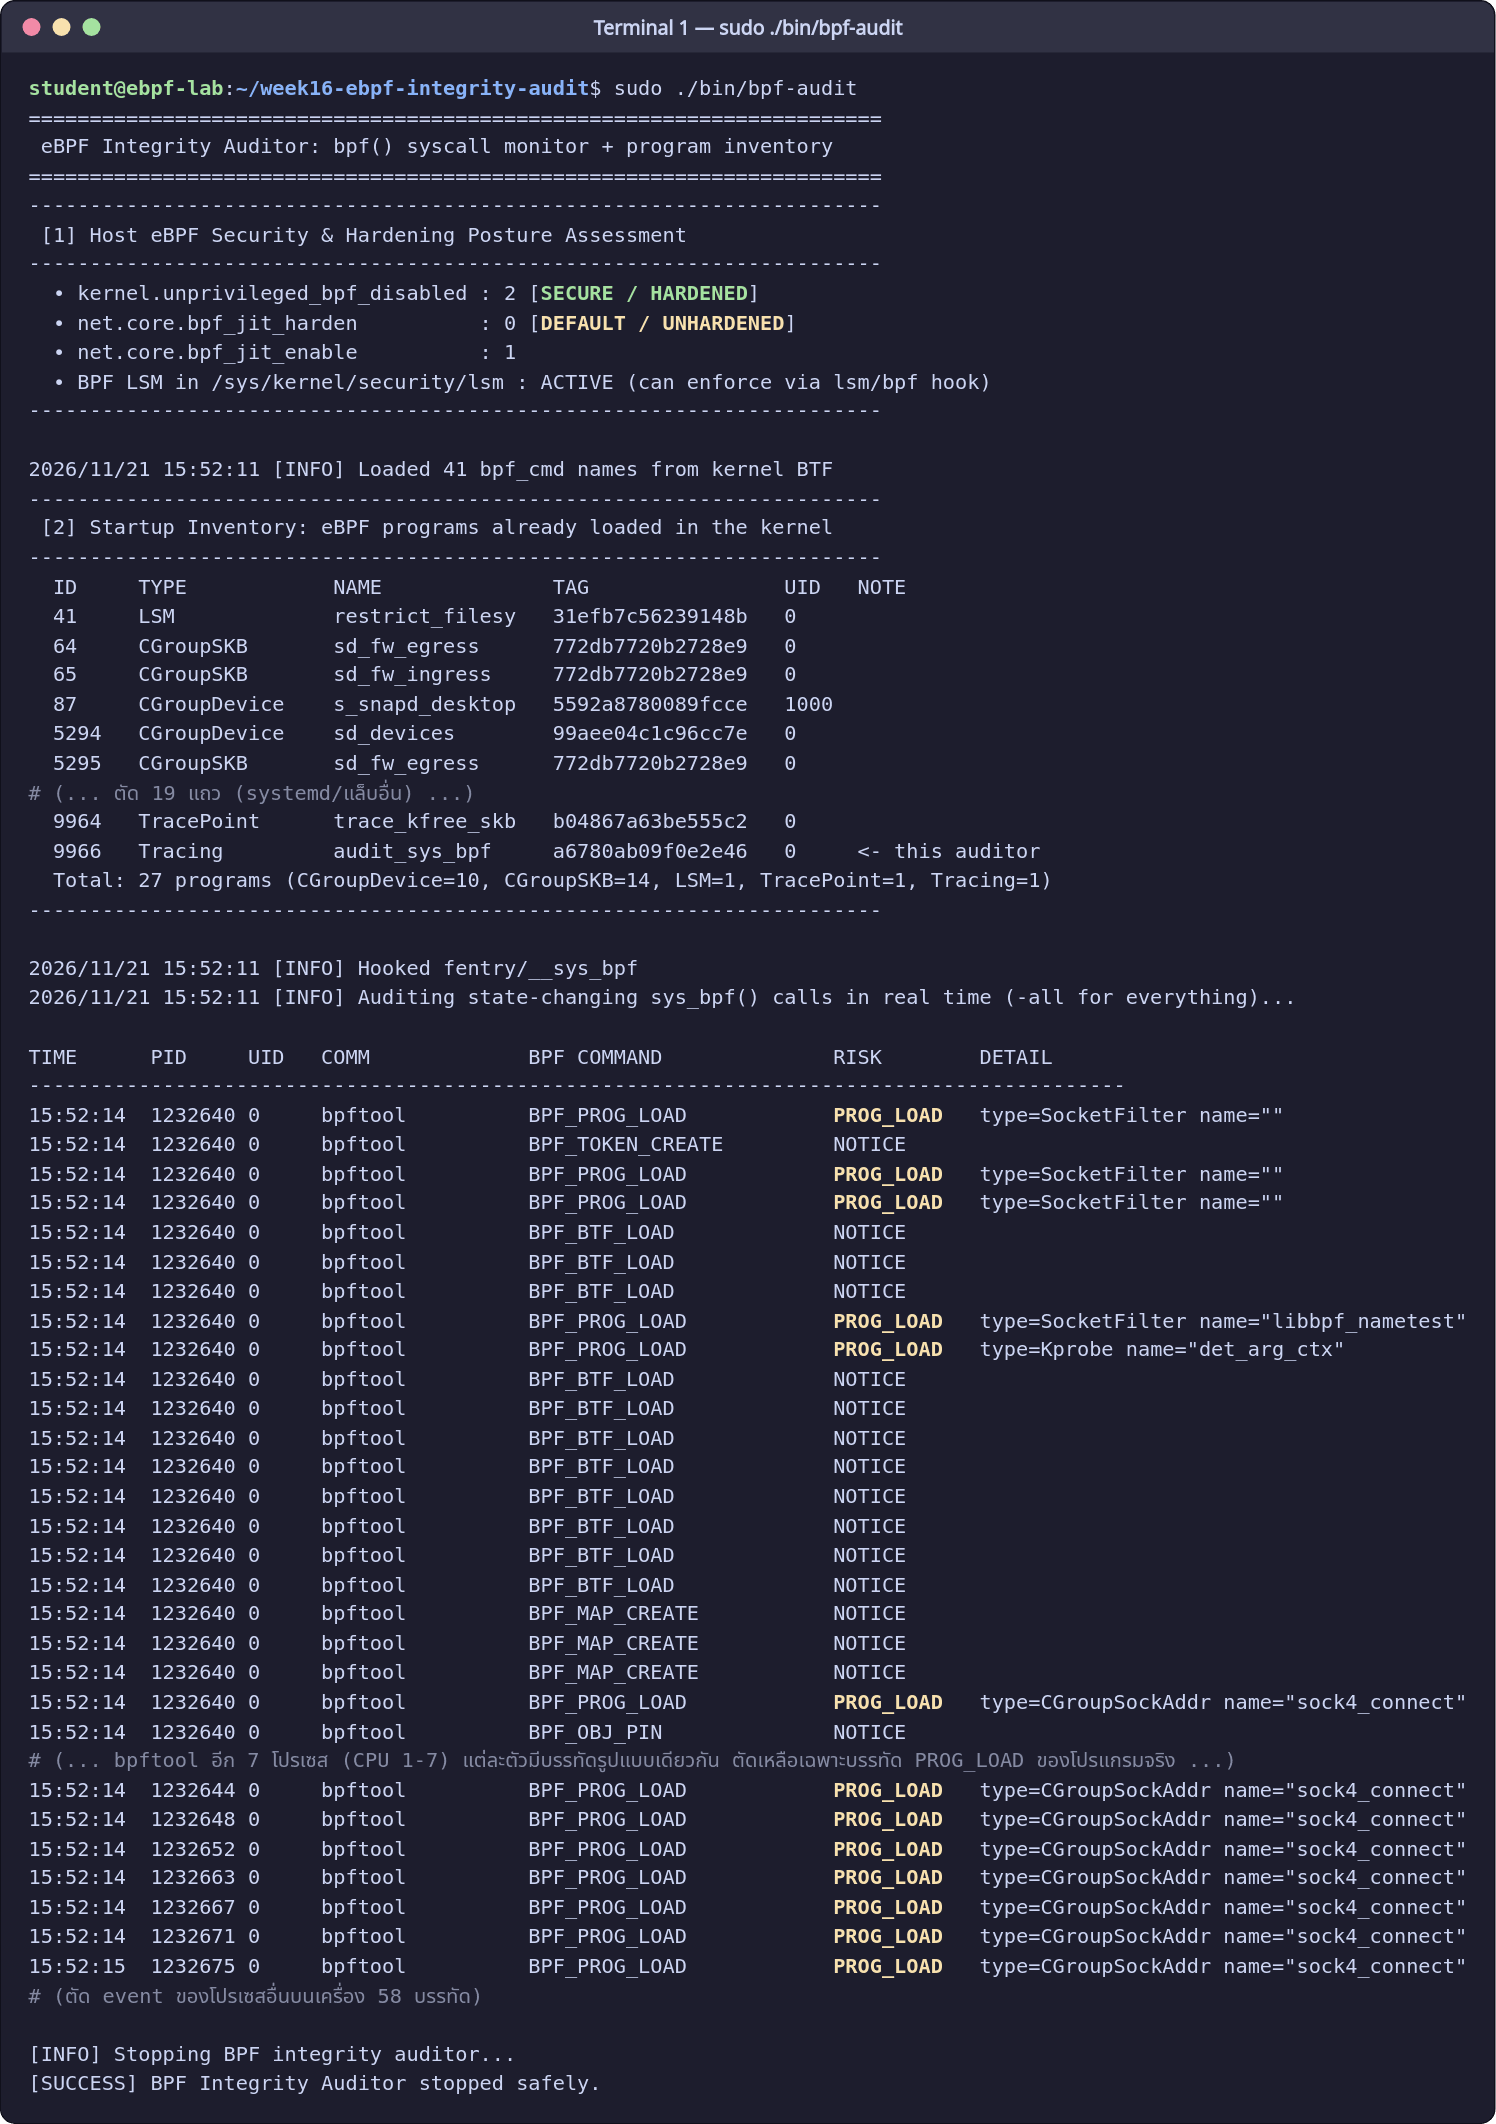 Terminal 1 — sudo ./bin/bpf-audit
student@ebpf-lab:~/week16-ebpf-integrity-audit$ sudo ./bin/bpf-audit
======================================================================
 eBPF Integrity Auditor: bpf() syscall monitor + program inventory
======================================================================
----------------------------------------------------------------------
 [1] Host eBPF Security & Hardening Posture Assessment
----------------------------------------------------------------------
  • kernel.unprivileged_bpf_disabled : 2 [SECURE / HARDENED]
  • net.core.bpf_jit_harden          : 0 [DEFAULT / UNHARDENED]
  • net.core.bpf_jit_enable          : 1
  • BPF LSM in /sys/kernel/security/lsm : ACTIVE (can enforce via lsm/bpf hook)
----------------------------------------------------------------------
2026/11/21 15:52:11 [INFO] Loaded 41 bpf_cmd names from kernel BTF
----------------------------------------------------------------------
 [2] Startup Inventory: eBPF programs already loaded in the kernel
----------------------------------------------------------------------
  ID     TYPE            NAME              TAG                UID   NOTE
  41     LSM             restrict_filesy   31efb7c56239148b   0
  64     CGroupSKB       sd_fw_egress      772db7720b2728e9   0
  65     CGroupSKB       sd_fw_ingress     772db7720b2728e9   0
  87     CGroupDevice    s_snapd_desktop   5592a8780089fcce   1000
  5294   CGroupDevice    sd_devices        99aee04c1c96cc7e   0
  5295   CGroupSKB       sd_fw_egress      772db7720b2728e9   0
# (... ตัด 19 แถว (systemd/แล็บอื่น) ...)
  9964   TracePoint      trace_kfree_skb   b04867a63be555c2   0
  9966   Tracing         audit_sys_bpf     a6780ab09f0e2e46   0     <- this auditor
  Total: 27 programs (CGroupDevice=10, CGroupSKB=14, LSM=1, TracePoint=1, Tracing=1)
----------------------------------------------------------------------
2026/11/21 15:52:11 [INFO] Hooked fentry/__sys_bpf
2026/11/21 15:52:11 [INFO] Auditing state-changing sys_bpf() calls in real time (-all for everything)...
TIME      PID     UID   COMM             BPF COMMAND              RISK        DETAIL
------------------------------------------------------------------------------------------
15:52:14  1232640 0     bpftool          BPF_PROG_LOAD            PROG_LOAD   type=SocketFilter name=""
15:52:14  1232640 0     bpftool          BPF_TOKEN_CREATE         NOTICE
15:52:14  1232640 0     bpftool          BPF_PROG_LOAD            PROG_LOAD   type=SocketFilter name=""
15:52:14  1232640 0     bpftool          BPF_PROG_LOAD            PROG_LOAD   type=SocketFilter name=""
15:52:14  1232640 0     bpftool          BPF_BTF_LOAD             NOTICE
15:52:14  1232640 0     bpftool          BPF_BTF_LOAD             NOTICE
15:52:14  1232640 0     bpftool          BPF_BTF_LOAD             NOTICE
15:52:14  1232640 0     bpftool          BPF_PROG_LOAD            PROG_LOAD   type=SocketFilter name="libbpf_nametest"
15:52:14  1232640 0     bpftool          BPF_PROG_LOAD            PROG_LOAD   type=Kprobe name="det_arg_ctx"
15:52:14  1232640 0     bpftool          BPF_BTF_LOAD             NOTICE
15:52:14  1232640 0     bpftool          BPF_BTF_LOAD             NOTICE
15:52:14  1232640 0     bpftool          BPF_BTF_LOAD             NOTICE
15:52:14  1232640 0     bpftool          BPF_BTF_LOAD             NOTICE
15:52:14  1232640 0     bpftool          BPF_BTF_LOAD             NOTICE
15:52:14  1232640 0     bpftool          BPF_BTF_LOAD             NOTICE
15:52:14  1232640 0     bpftool          BPF_BTF_LOAD             NOTICE
15:52:14  1232640 0     bpftool          BPF_BTF_LOAD             NOTICE
15:52:14  1232640 0     bpftool          BPF_MAP_CREATE           NOTICE
15:52:14  1232640 0     bpftool          BPF_MAP_CREATE           NOTICE
15:52:14  1232640 0     bpftool          BPF_MAP_CREATE           NOTICE
15:52:14  1232640 0     bpftool          BPF_PROG_LOAD            PROG_LOAD   type=CGroupSockAddr name="sock4_connect"
15:52:14  1232640 0     bpftool          BPF_OBJ_PIN              NOTICE
# (... bpftool อีก 7 โปรเซส (CPU 1-7) แต่ละตัวมีบรรทัดรูปแบบเดียวกัน ตัดเหลือเฉพาะบรรทัด PROG_LOAD ของโปรแกรมจริง ...)
15:52:14  1232644 0     bpftool          BPF_PROG_LOAD            PROG_LOAD   type=CGroupSockAddr name="sock4_connect"
15:52:14  1232648 0     bpftool          BPF_PROG_LOAD            PROG_LOAD   type=CGroupSockAddr name="sock4_connect"
15:52:14  1232652 0     bpftool          BPF_PROG_LOAD            PROG_LOAD   type=CGroupSockAddr name="sock4_connect"
15:52:14  1232663 0     bpftool          BPF_PROG_LOAD            PROG_LOAD   type=CGroupSockAddr name="sock4_connect"
15:52:14  1232667 0     bpftool          BPF_PROG_LOAD            PROG_LOAD   type=CGroupSockAddr name="sock4_connect"
15:52:14  1232671 0     bpftool          BPF_PROG_LOAD            PROG_LOAD   type=CGroupSockAddr name="sock4_connect"
15:52:15  1232675 0     bpftool          BPF_PROG_LOAD            PROG_LOAD   type=CGroupSockAddr name="sock4_connect"
# (ตัด event ของโปรเซสอื่นบนเครื่อง 58 บรรทัด)
[INFO] Stopping BPF integrity auditor...
[SUCCESS] BPF Integrity Auditor stopped safely.